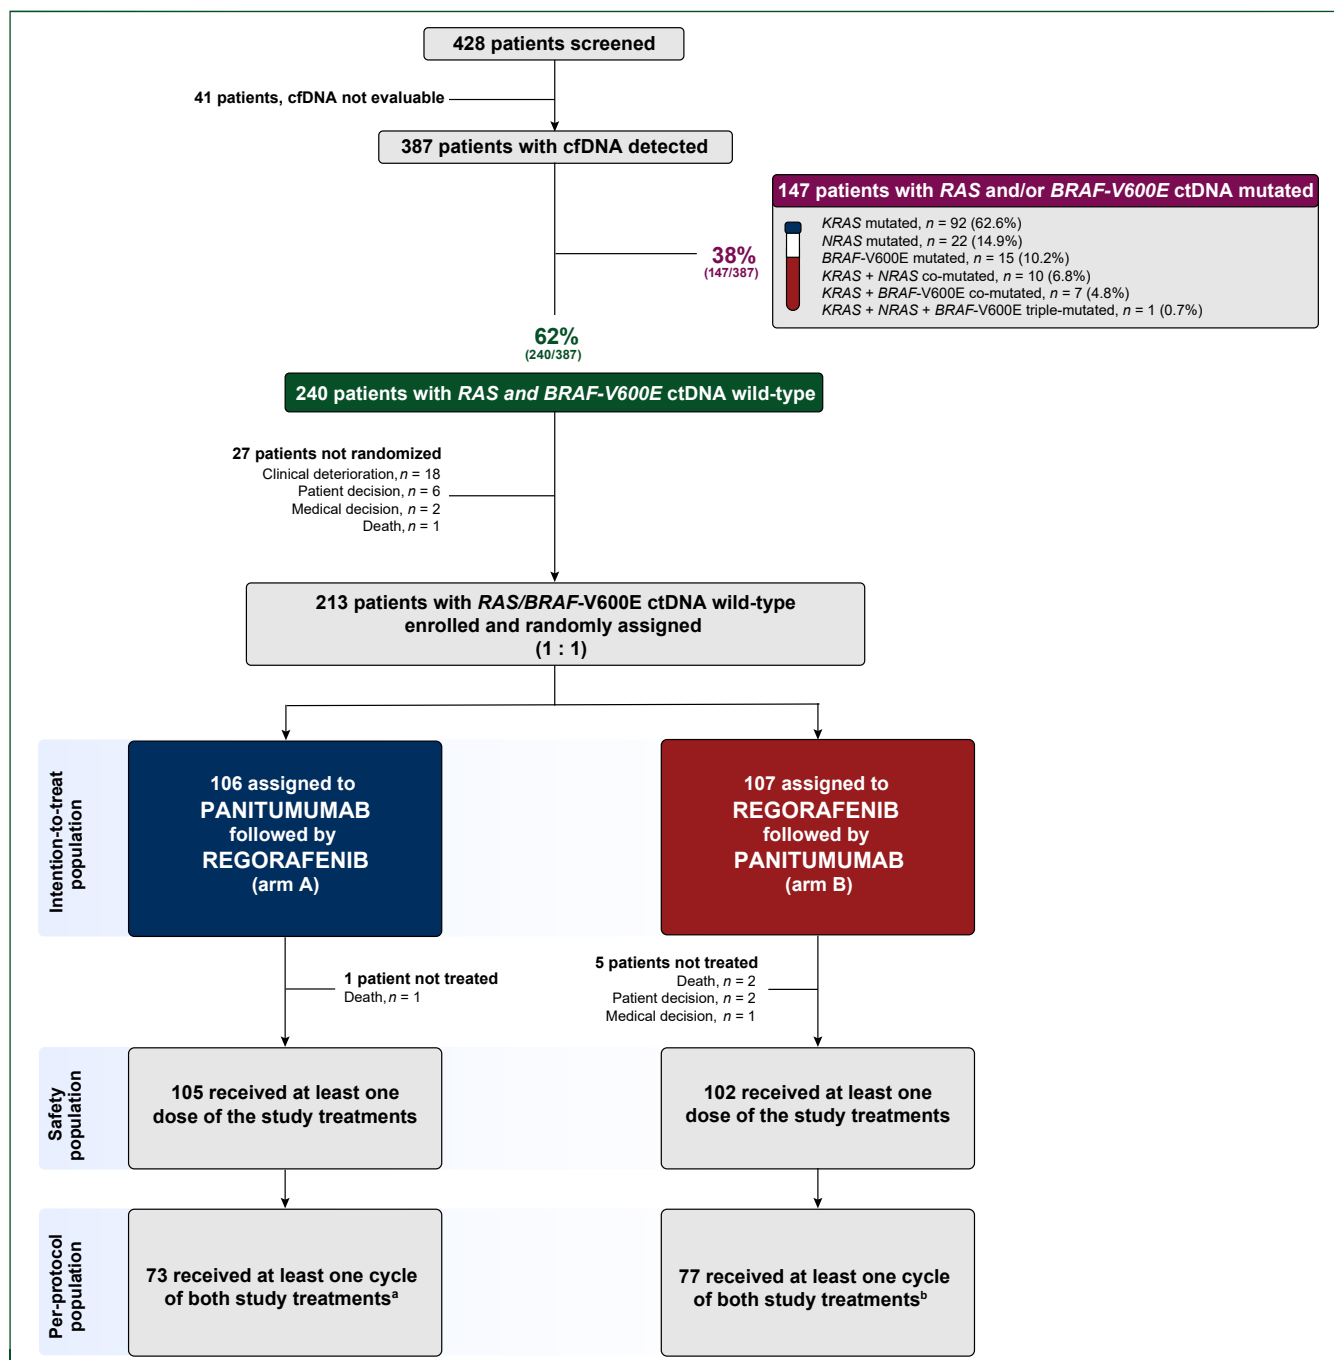 428 patients screened
41 patients, cfDNA not evaluable
387 patients with cfDNA detected
147 patients with RAS and/or BRAF-V600E ctDNA mutated
KRAS mutated, n = 92 (62.6%)
NRAS mutated, n = 22 (14.9%)
BRAF-V600E mutated, n = 15 (10.2%)
KRAS + NRAS co-mutated, n = 10 (6.8%)
KRAS + BRAF-V600E co-mutated, n = 7 (4.8%)
KRAS + NRAS + BRAF-V600E triple-mutated, n = 1 (0.7%)
38%
(147/387)
62%
(240/387)
240 patients with RAS and BRAF-V600E ctDNA wild-type
27 patients not randomized
Clinical deterioration, n = 18
Patient decision, n = 6
Medical decision, n = 2
Death, n = 1
213 patients with RAS/BRAF-V600E ctDNA wild-type
enrolled and randomly assigned
(1 : 1)
Intention-to-treat
population
106 assigned to
PANITUMUMAB
followed by
REGORAFENIB
(arm A)
107 assigned to
REGORAFENIB
followed by
PANITUMUMAB
(arm B)
1 patient not treated
Death, n = 1
5 patients not treated
Death, n = 2
Patient decision, n = 2
Medical decision, n = 1
Safety
population
105 received at least one
dose of the study treatments
102 received at least one
dose of the study treatments
Per-protocol
population
73 received at least one cycle
of both study treatmentsᵃ
77 received at least one cycle
of both study treatmentsᵇ